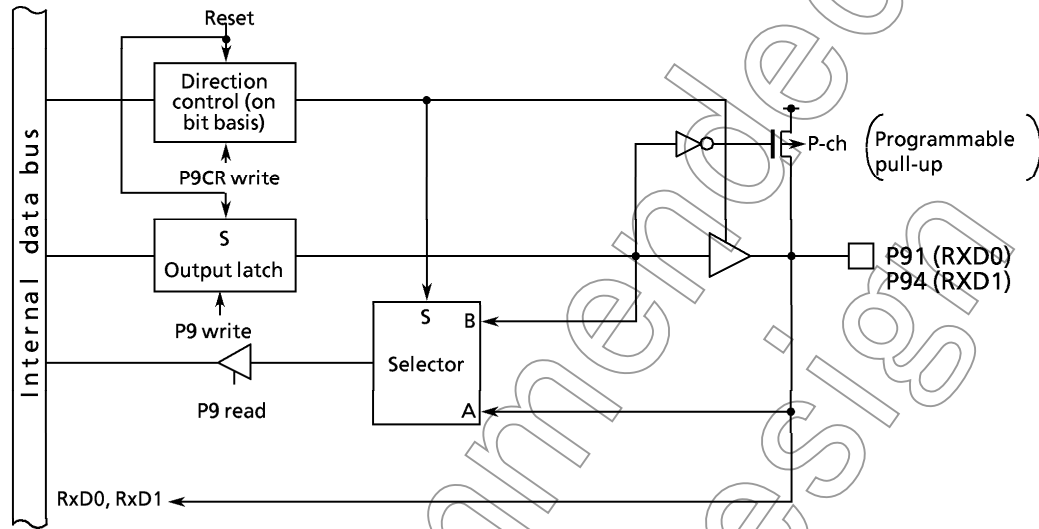 Reset
Direction
control (on
bit basis)
P9CR write
P-ch
(Programmable
pull-up)
S
Output latch
P91 (RXD0)
P94 (RXD1)
P9 write
S
B
Selector
A
P9 read
RxD0, RxD1
Internal data bus